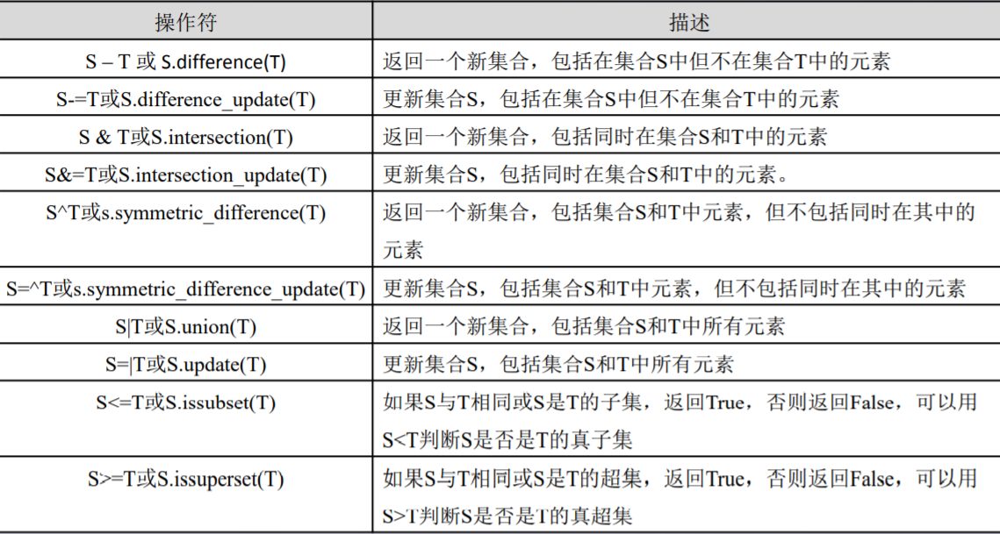 操作符 描述
S – T 或 S.difference(T) 返回一个新集合，包括在集合S中但不在集合T中的元素
S-=T或S.difference_update(T) 更新集合S，包括在集合S中但不在集合T中的元素
S & T或S.intersection(T) 返回一个新集合，包括同时在集合S和T中的元素
S&=T或S.intersection_update(T) 更新集合S，包括同时在集合S和T中的元素。
S^T或s.symmetric_difference(T) 返回一个新集合，包括集合S和T中元素，但不包括同时在其中的
元素
S=^T或s.symmetric_difference_update(T) 更新集合S，包括集合S和T中元素，但不包括同时在其中的元素
S|T或S.union(T) 返回一个新集合，包括集合S和T中所有元素
S=|T或S.update(T) 更新集合S，包括集合S和T中所有元素
S<=T或S.issubset(T) 如果S与T相同或S是T的子集，返回True，否则返回False，可以用
S<T判断S是否是T的真子集
S>=T或S.issuperset(T) 如果S与T相同或S是T的超集，返回True，否则返回False，可以用
S>T判断S是否是T的真超集